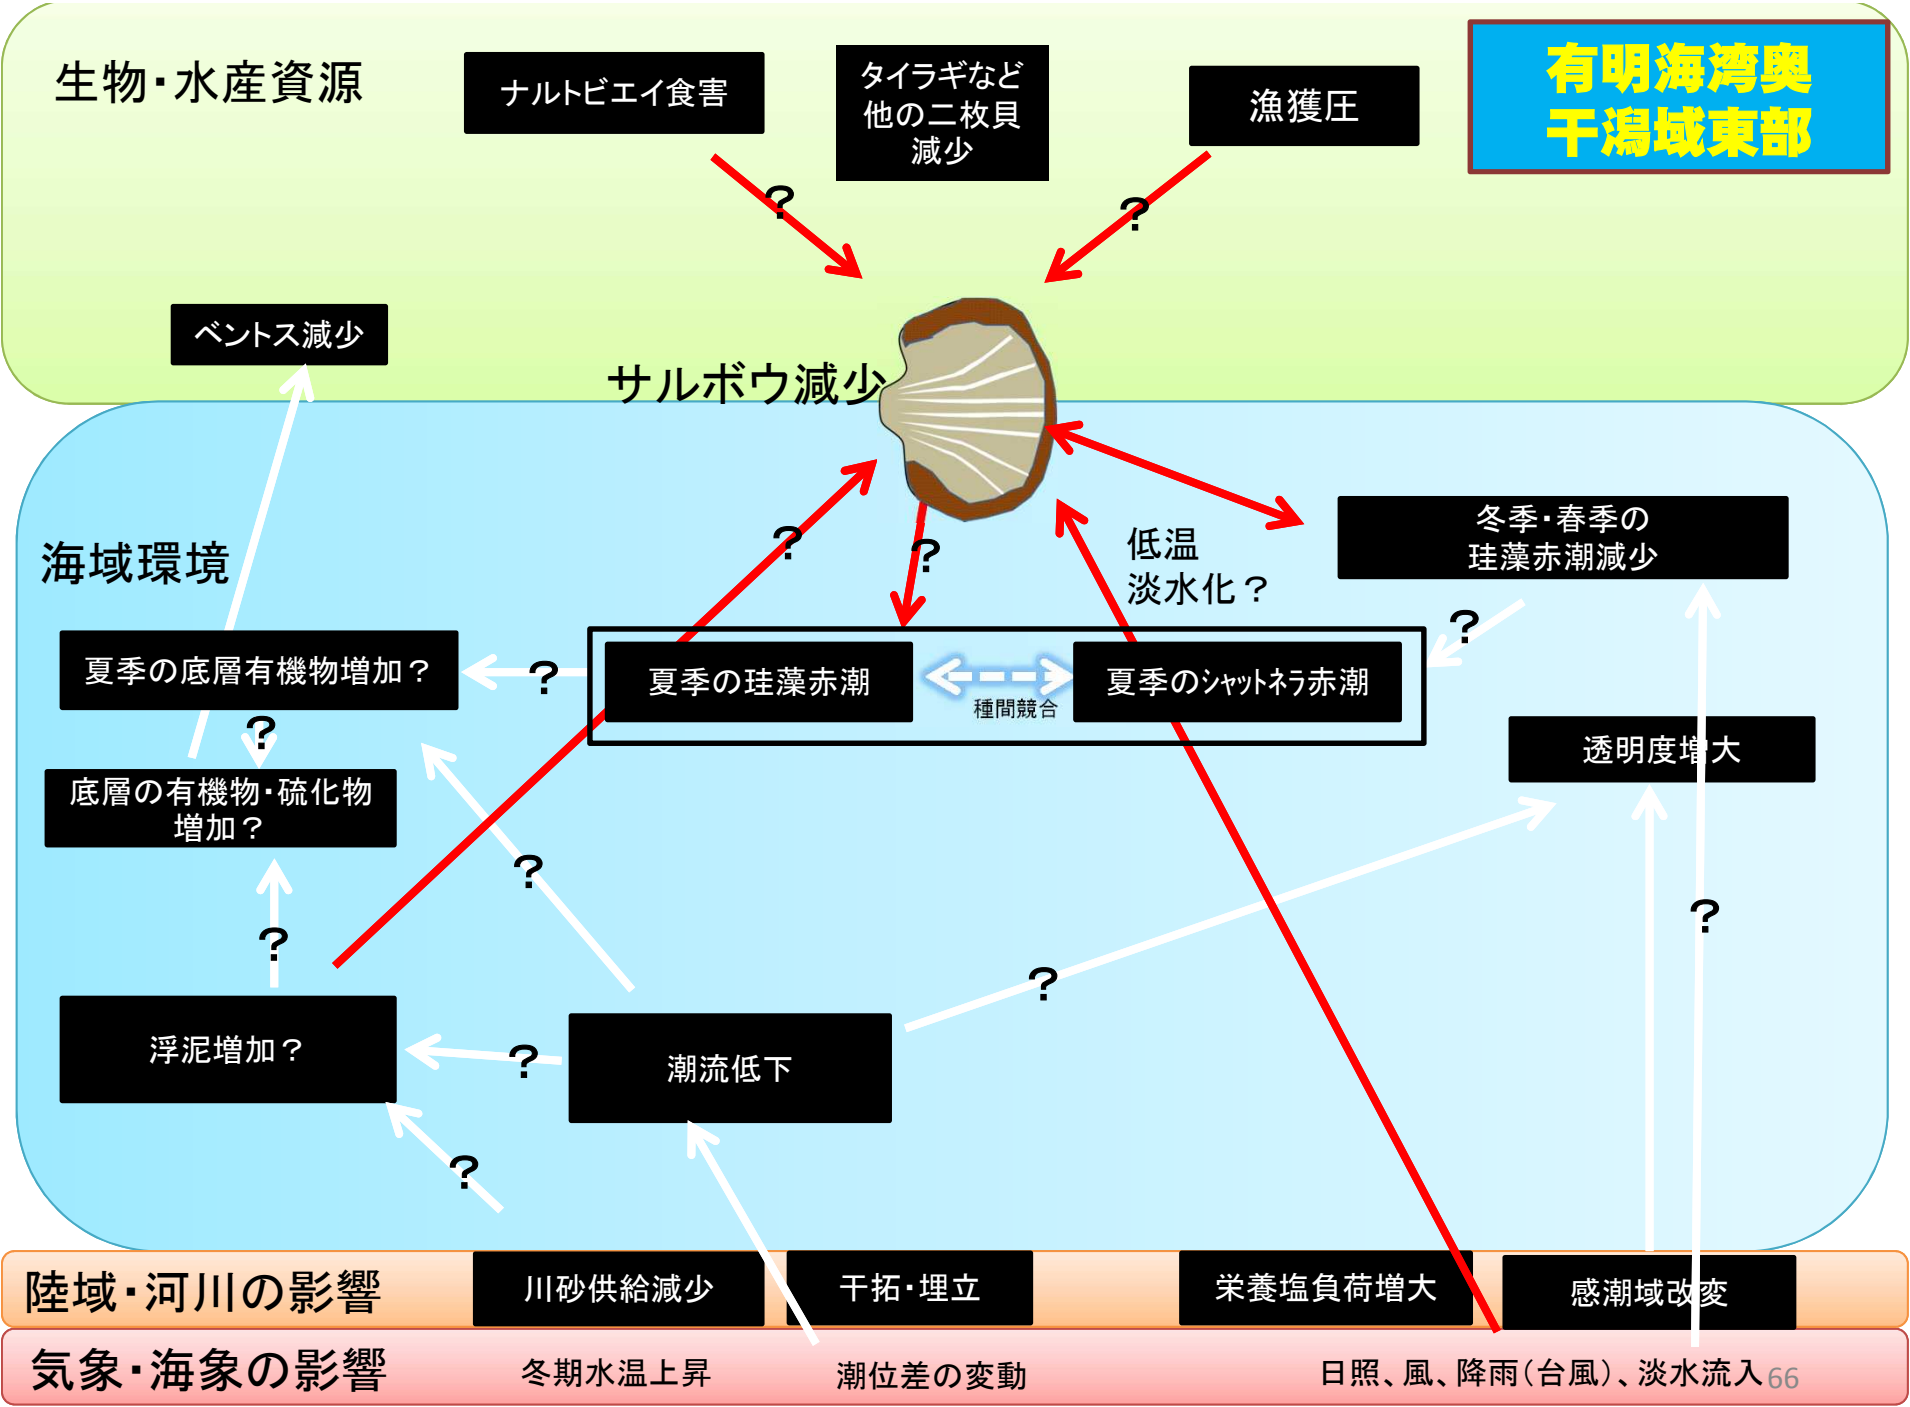 生物・水産資源
ナルトビエイ食害
タイラギなど
他の二枚貝
減少
漁獲圧
有明海湾奥
干潟域東部
?
?
ベントス減少
サルボウ減少
海域環境
?
?
低温
淡水化?
冬季・春季の
珪藻赤潮減少
?
夏季の底層有機物増加?
?
夏季の珪藻赤潮
種間競合
夏季のシャットネラ赤潮
?
透明度増大
底層の有機物・硫化物
増加?
?
?
?
?
浮泥増加?
?
潮流低下
?
陸域・河川の影響
川砂供給減少
干拓・埋立
栄養塩負荷増大
感潮域改変
気象・海象の影響
冬期水温上昇
潮位差の変動
日照、風、降雨(台風)、淡水流入
66